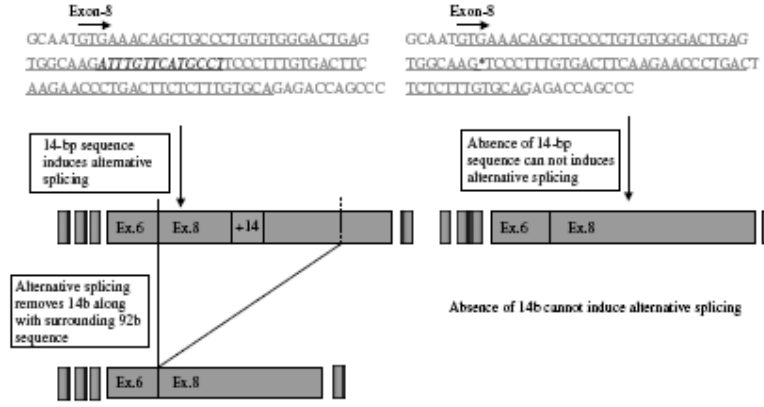 Exon-8
GCAATGTGAAACAGCTGCCCTGTGTGGGACTGAG
TGGCAAGATTTGTTCATGCCTTCCCTTTGTGACTTC
AAGAACCCTGACTTCTCTTTGTGCAGAGACCAGCCC
Exon-8
GCAATGTGAAACAGCTGCCCTGTGTGGGACTGAG
TGGCAAG*TCCCTTTGTGACTTCAAGAACCCTGACT
TCTCTTTGTGCAGAGACCAGCCC
14-bp sequence
induces alternative
splicing
Absence of 14-bp
sequence can not induces
alternative splicing
Ex.6 Ex.8 +14
Ex.6 Ex.8
Alternative splicing
removes 14b along
with surrounding 92b
sequence
Absence of 14b cannot induce alternative splicing
Ex.6 Ex.8